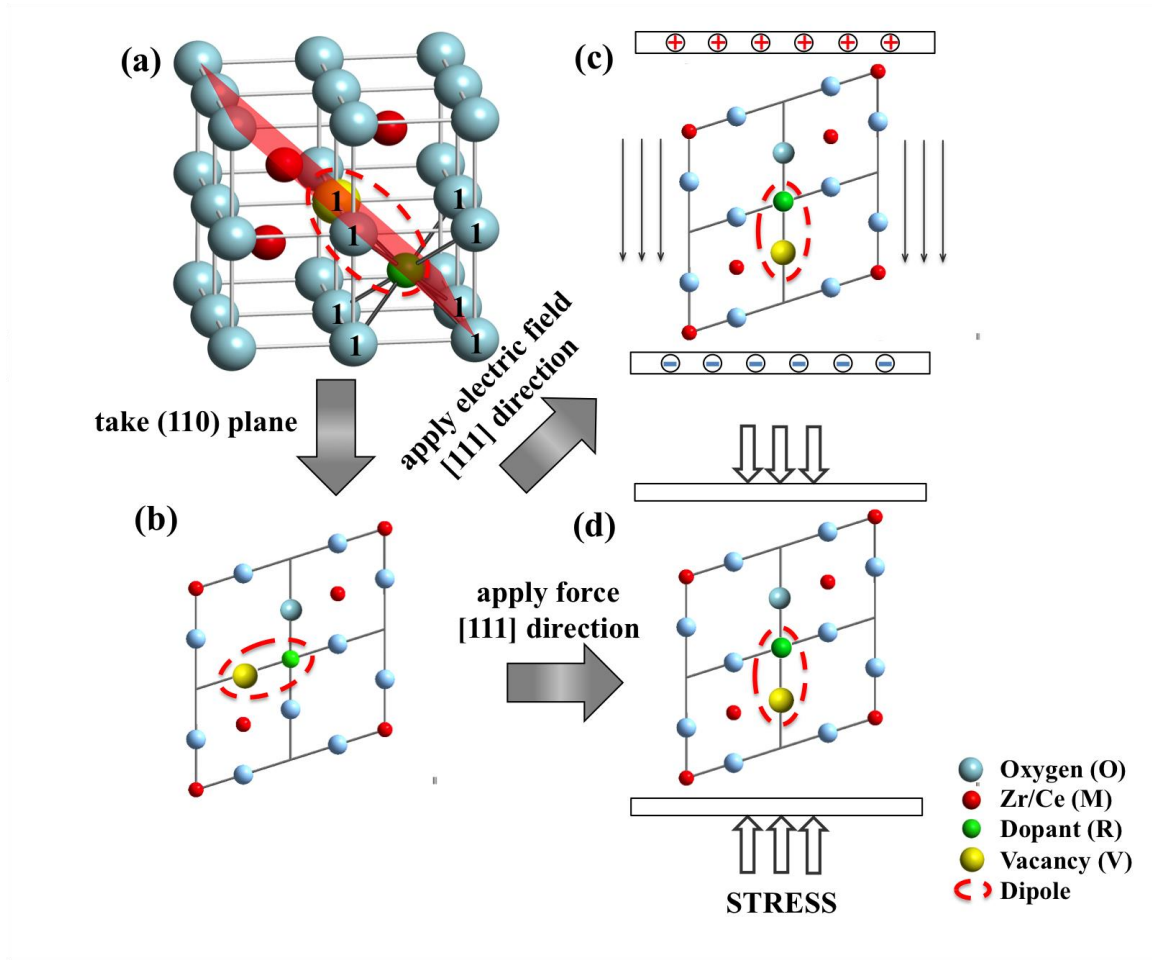 (a)
1
1
1
1
1
1
1
1
take (110) plane
apply electric field
[111] direction
(c)
(b)
apply force
[111] direction
(d)
STRESS
Oxygen (O)
Zr/Ce (M)
Dopant (R)
Vacancy (V)
Dipole